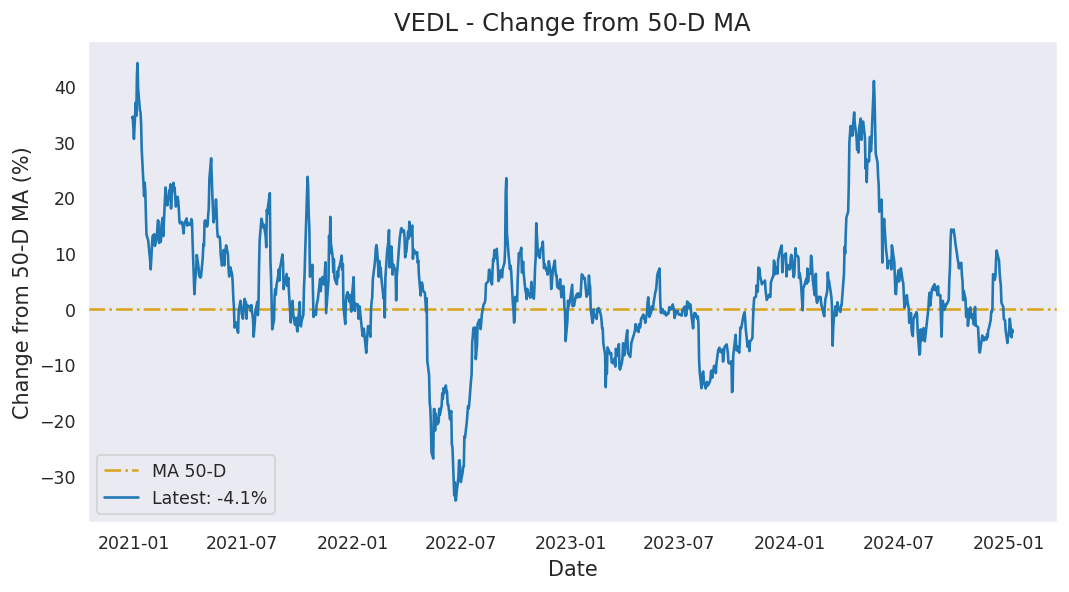 VEDL - Change from 50-D MA
Change from 50-D MA (%)
40
30
20
10
0
−10
−20
−30
MA 50-D
Latest: -4.1%
2021-01 2021-07 2022-01 2022-07 2023-01 2023-07 2024-01 2024-07 2025-01
Date